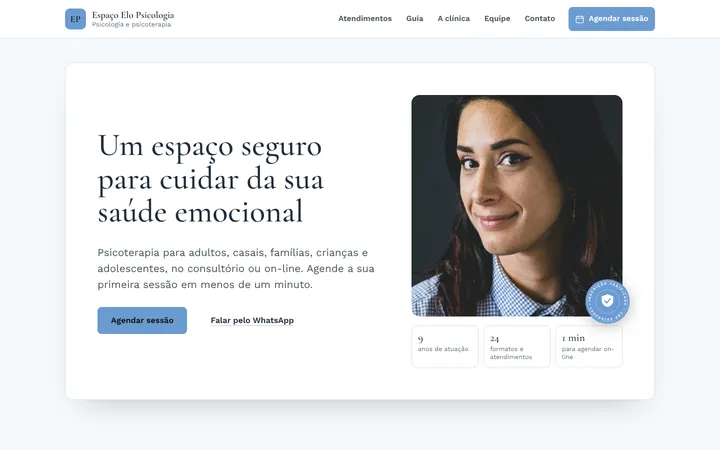 EP
Espaço Elo Psicologia
Psicologia e psicoterapia
Atendimentos
Guia
A clínica
Equipe
Contato
Agendar sessão
Um espaço seguro
para cuidar da sua
saúde emocional
Psicoterapia para adultos, casais, famílias, crianças e
adolescentes, no consultório ou on-line. Agende a sua
primeira sessão em menos de um minuto.
Agendar sessão
Falar pelo WhatsApp
9
anos de atuação
24
formatos e
atendimentos
1 min
para agendar on-
line